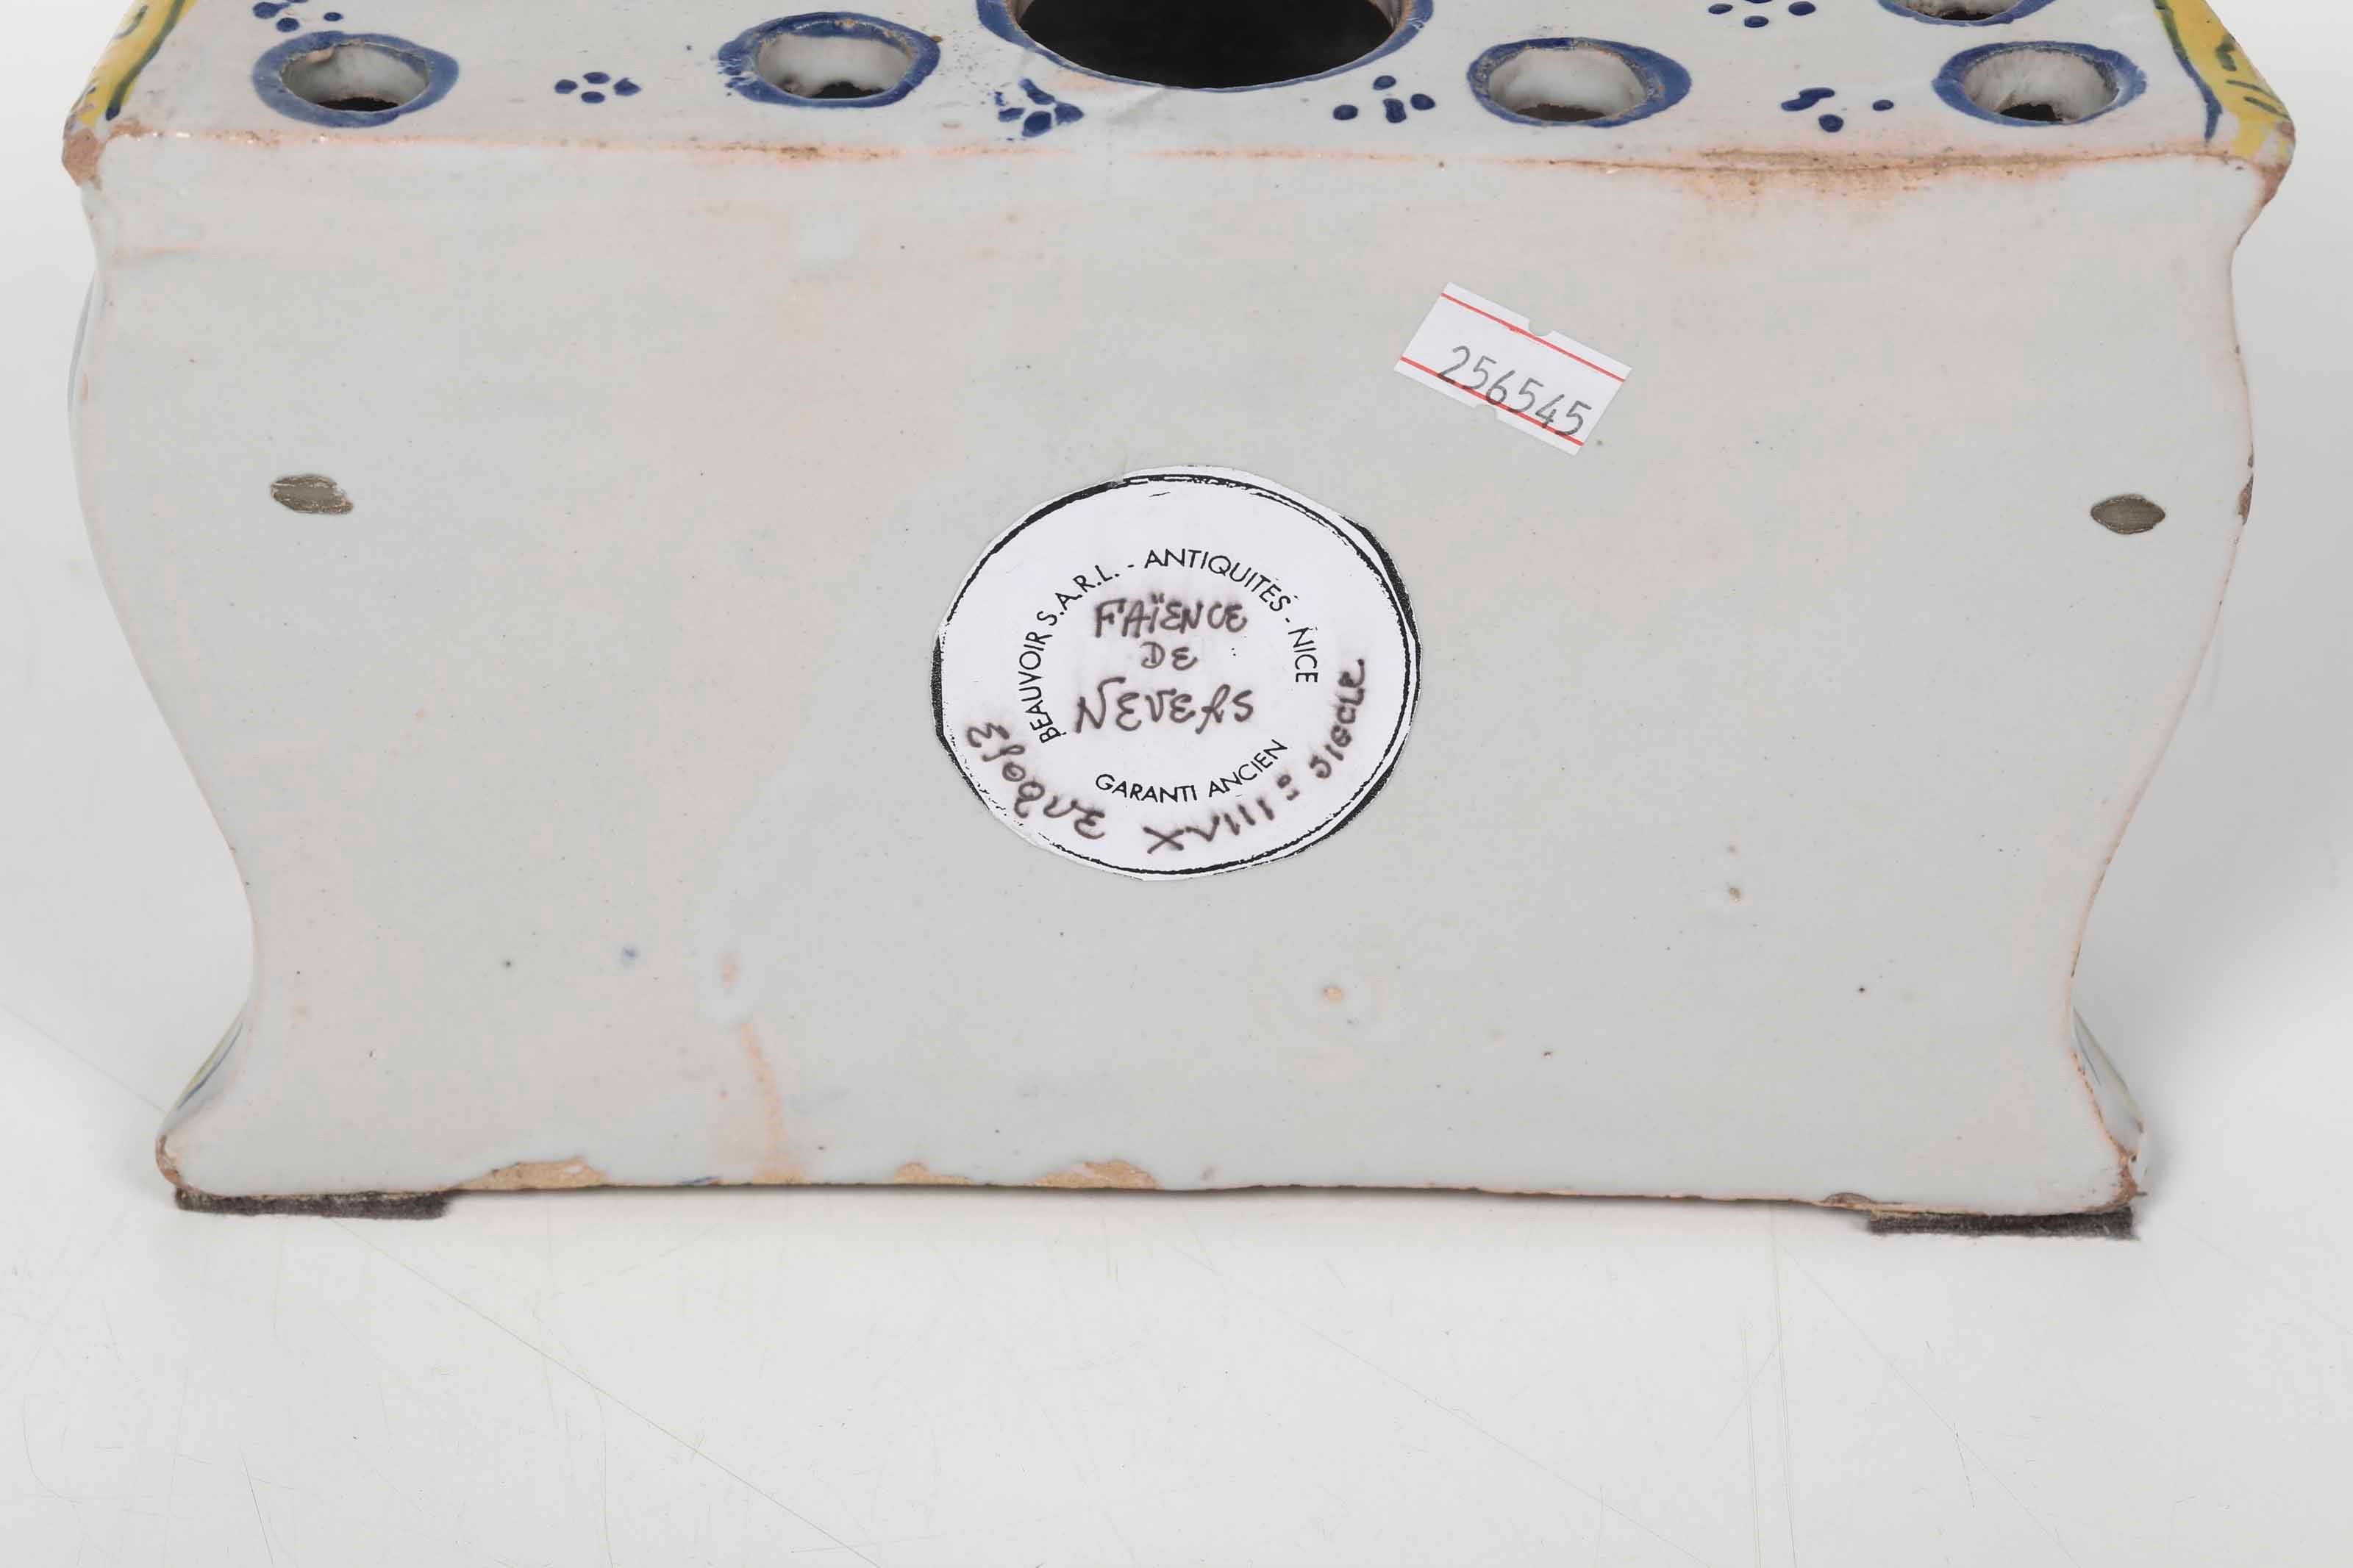 256545
BEAUVOIR S.A.R.L. - ANTIQUITÉS - NICE
FAÏENCE
DE
NEVERS
GARANTI ANCIEN
EPOQUE XVIII e SIECLE